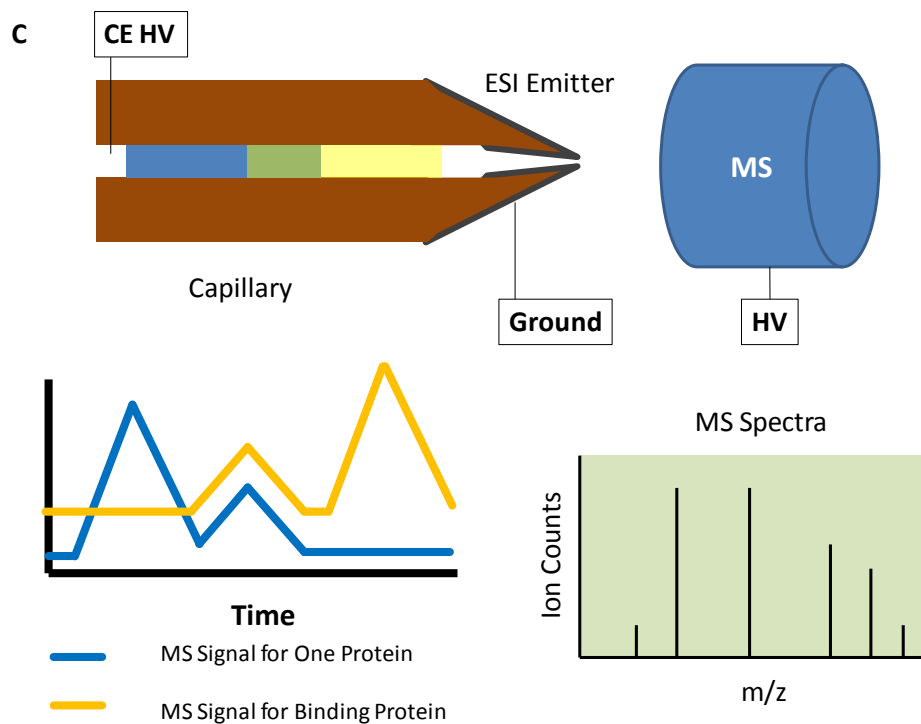 C
CE HV
ESI Emitter
MS
Capillary
Ground
HV
MS Spectra
Ion Counts
Time
m/z
MS Signal for One Protein
MS Signal for Binding Protein